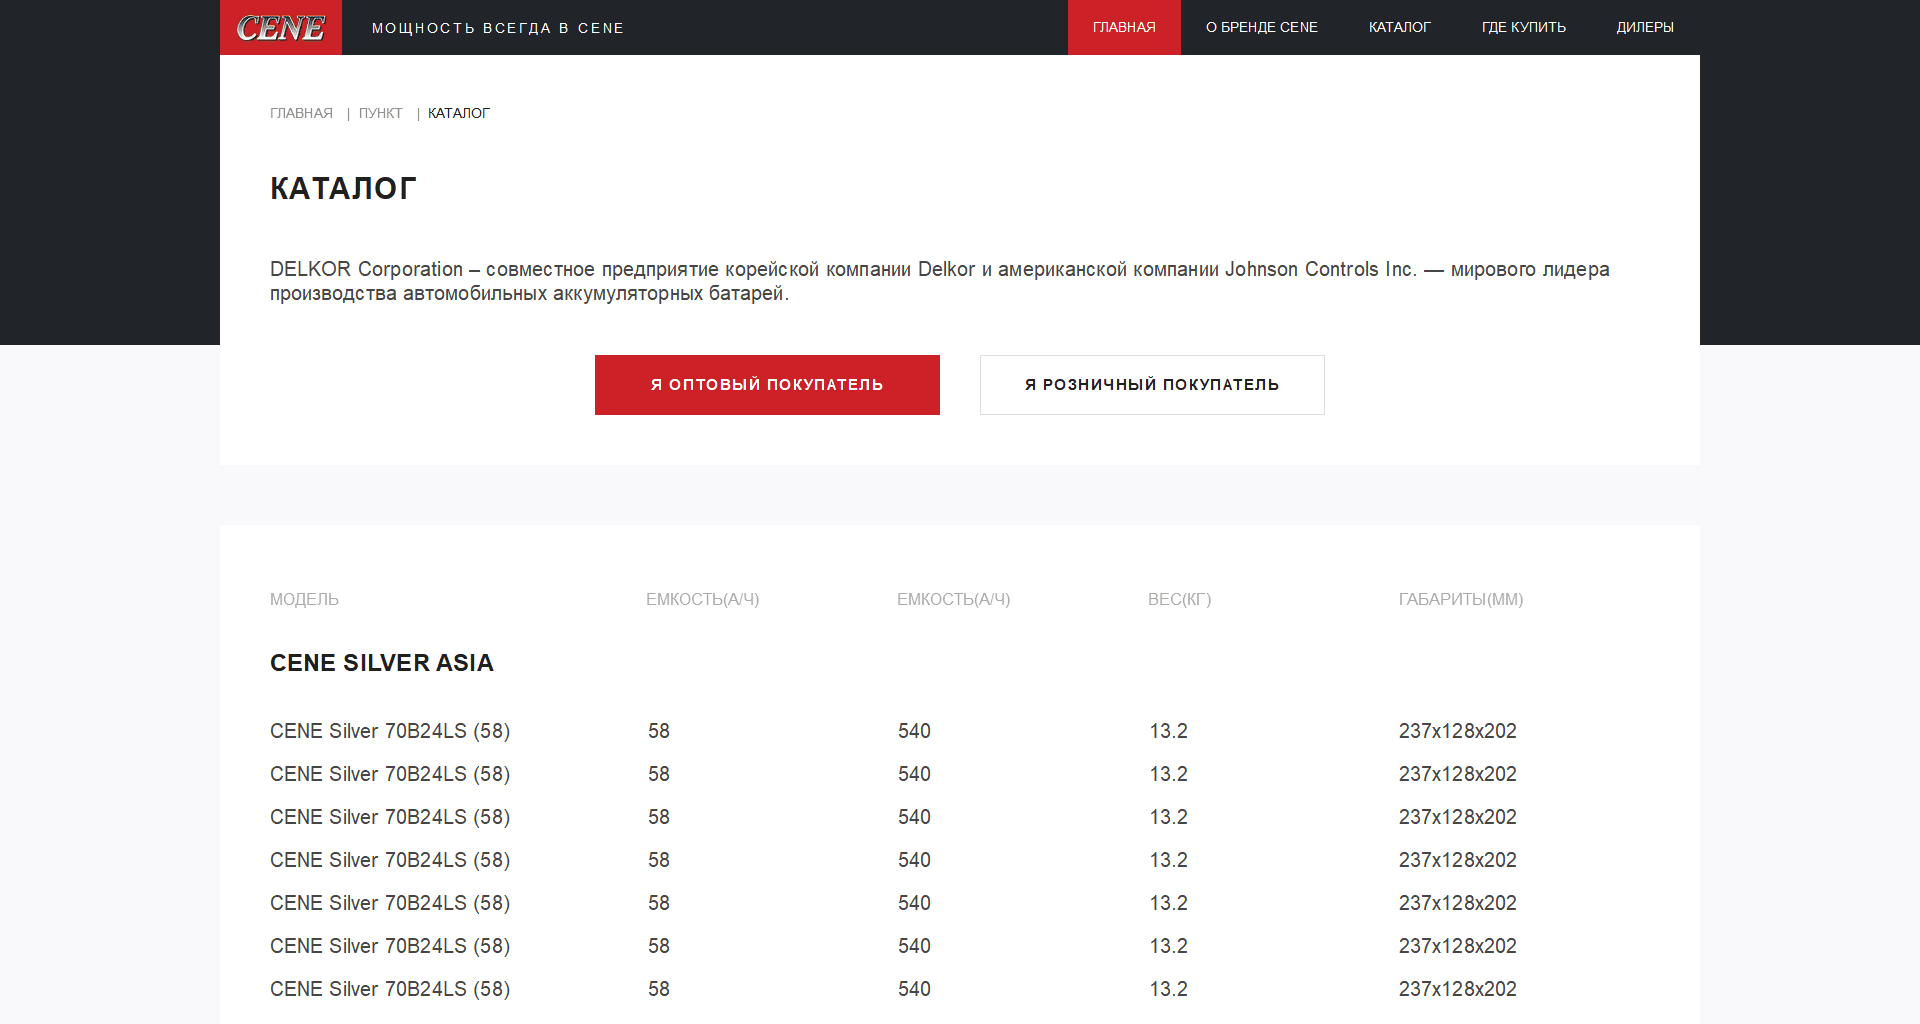 CENE
МОЩНОСТЬ ВСЕГДА В CENE
ГЛАВНАЯ
О БРЕНДЕ CENE
КАТАЛОГ
ГДЕ КУПИТЬ
ДИЛЕРЫ
ГЛАВНАЯ | ПУНКТ | КАТАЛОГ
КАТАЛОГ
DELKOR Corporation – совместное предприятие корейской компании Delkor и американской компании Johnson Controls Inc. — мирового лидера
производства автомобильных аккумуляторных батарей.
Я ОПТОВЫЙ ПОКУПАТЕЛЬ
Я РОЗНИЧНЫЙ ПОКУПАТЕЛЬ
МОДЕЛЬ ЕМКОСТЬ(А/Ч) ЕМКОСТЬ(А/Ч) ВЕС(КГ) ГАБАРИТЫ(ММ)
CENE SILVER ASIA
CENE Silver 70B24LS (58) 58 540 13.2 237x128x202
CENE Silver 70B24LS (58) 58 540 13.2 237x128x202
CENE Silver 70B24LS (58) 58 540 13.2 237x128x202
CENE Silver 70B24LS (58) 58 540 13.2 237x128x202
CENE Silver 70B24LS (58) 58 540 13.2 237x128x202
CENE Silver 70B24LS (58) 58 540 13.2 237x128x202
CENE Silver 70B24LS (58) 58 540 13.2 237x128x202